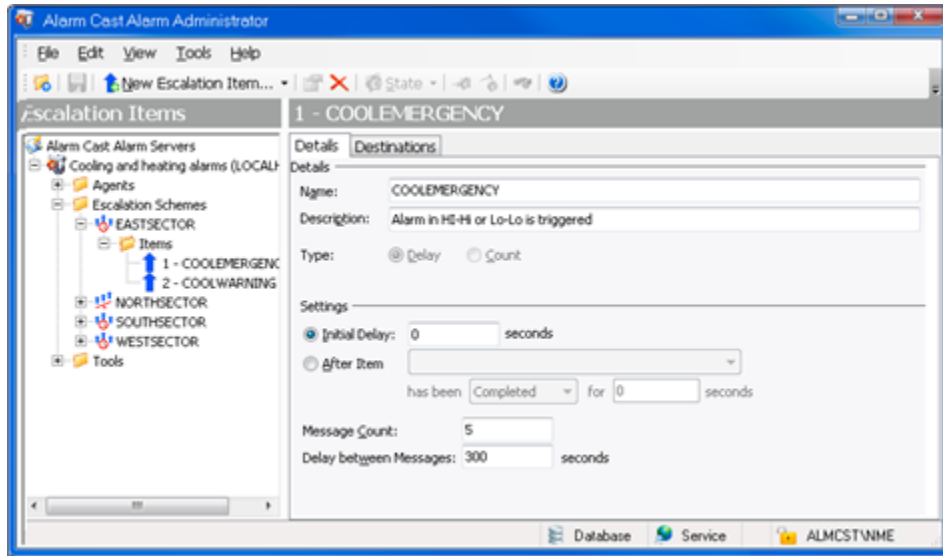 Alarm Cast Alarm Administrator
File Edit View Tools Help
New Escalation Item... State
Escalation Items
1 - COOLEMERGENCY
Alarm Cast Alarm Servers
Cooling and heating alarms (LOCALH
Agents
Escalation Schemes
EASTSECTOR
Items
1 - COOLEMERGENC
2 - COOLWARNING
NORTHSECTOR
SOUTHSECTOR
WESTSECTOR
Tools
Details Destinations
Details
Name: COOLEMERGENCY
Description: Alarm in HI-Hi or Lo-Lo is triggered
Type: Delay Count
Settings
Initial Delay: 0 seconds
After Item
has been Completed for 0 seconds
Message Count: 5
Delay between Messages: 300 seconds
Database Service ALMCST\NME